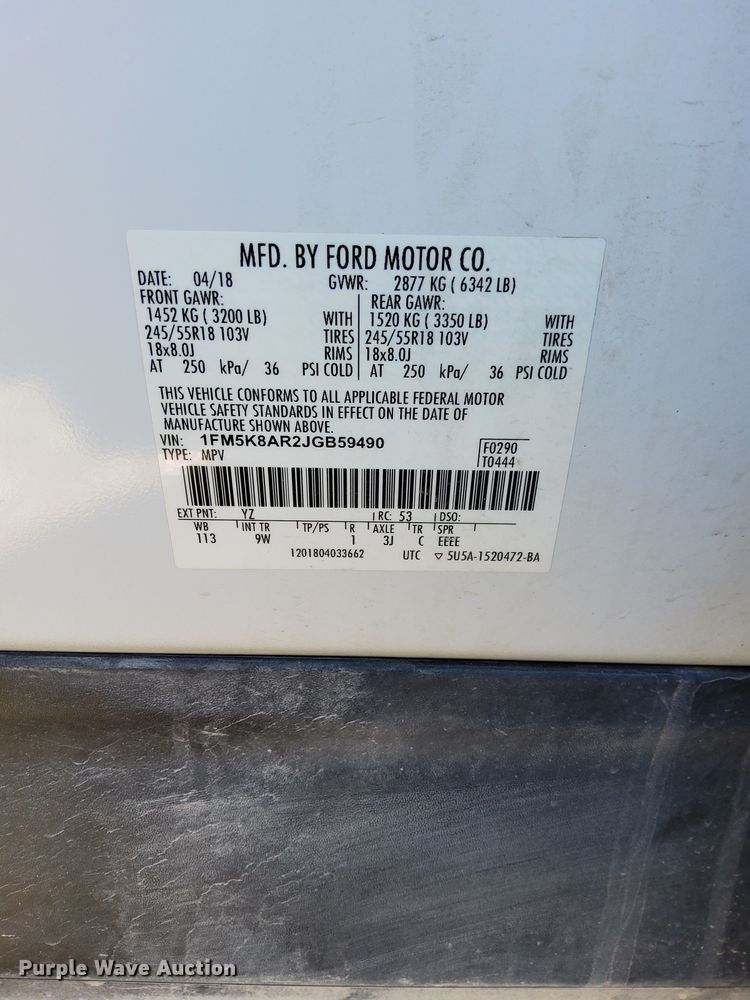 MFD. BY FORD MOTOR CO.
DATE: 04/18 GVWR: 2877 KG ( 6342 LB)
FRONT GAWR: REAR GAWR:
1452 KG ( 3200 LB) WITH 1520 KG ( 3350 LB) WITH
245/55R18 103V TIRES 245/55R18 103V TIRES
18x8.0J RIMS 18x8.0J RIMS
AT 250 kPa/ 36 PSI COLD AT 250 kPa/ 36 PSI COLD
THIS VEHICLE CONFORMS TO ALL APPLICABLE FEDERAL MOTOR
VEHICLE SAFETY STANDARDS IN EFFECT ON THE DATE OF
MANUFACTURE SHOWN ABOVE.
VIN: 1FM5K8AR2JGB59490 F0290
TYPE: MPV T0444
EXT PNT: YZ RC: 53 DSO:
WB INT TR TP/PS R AXLE TR SPR
113 9W 1 3J C EEEE
1201804033662 UTC ▽ 5U5A-1520472-BA
Purple Wave Auction